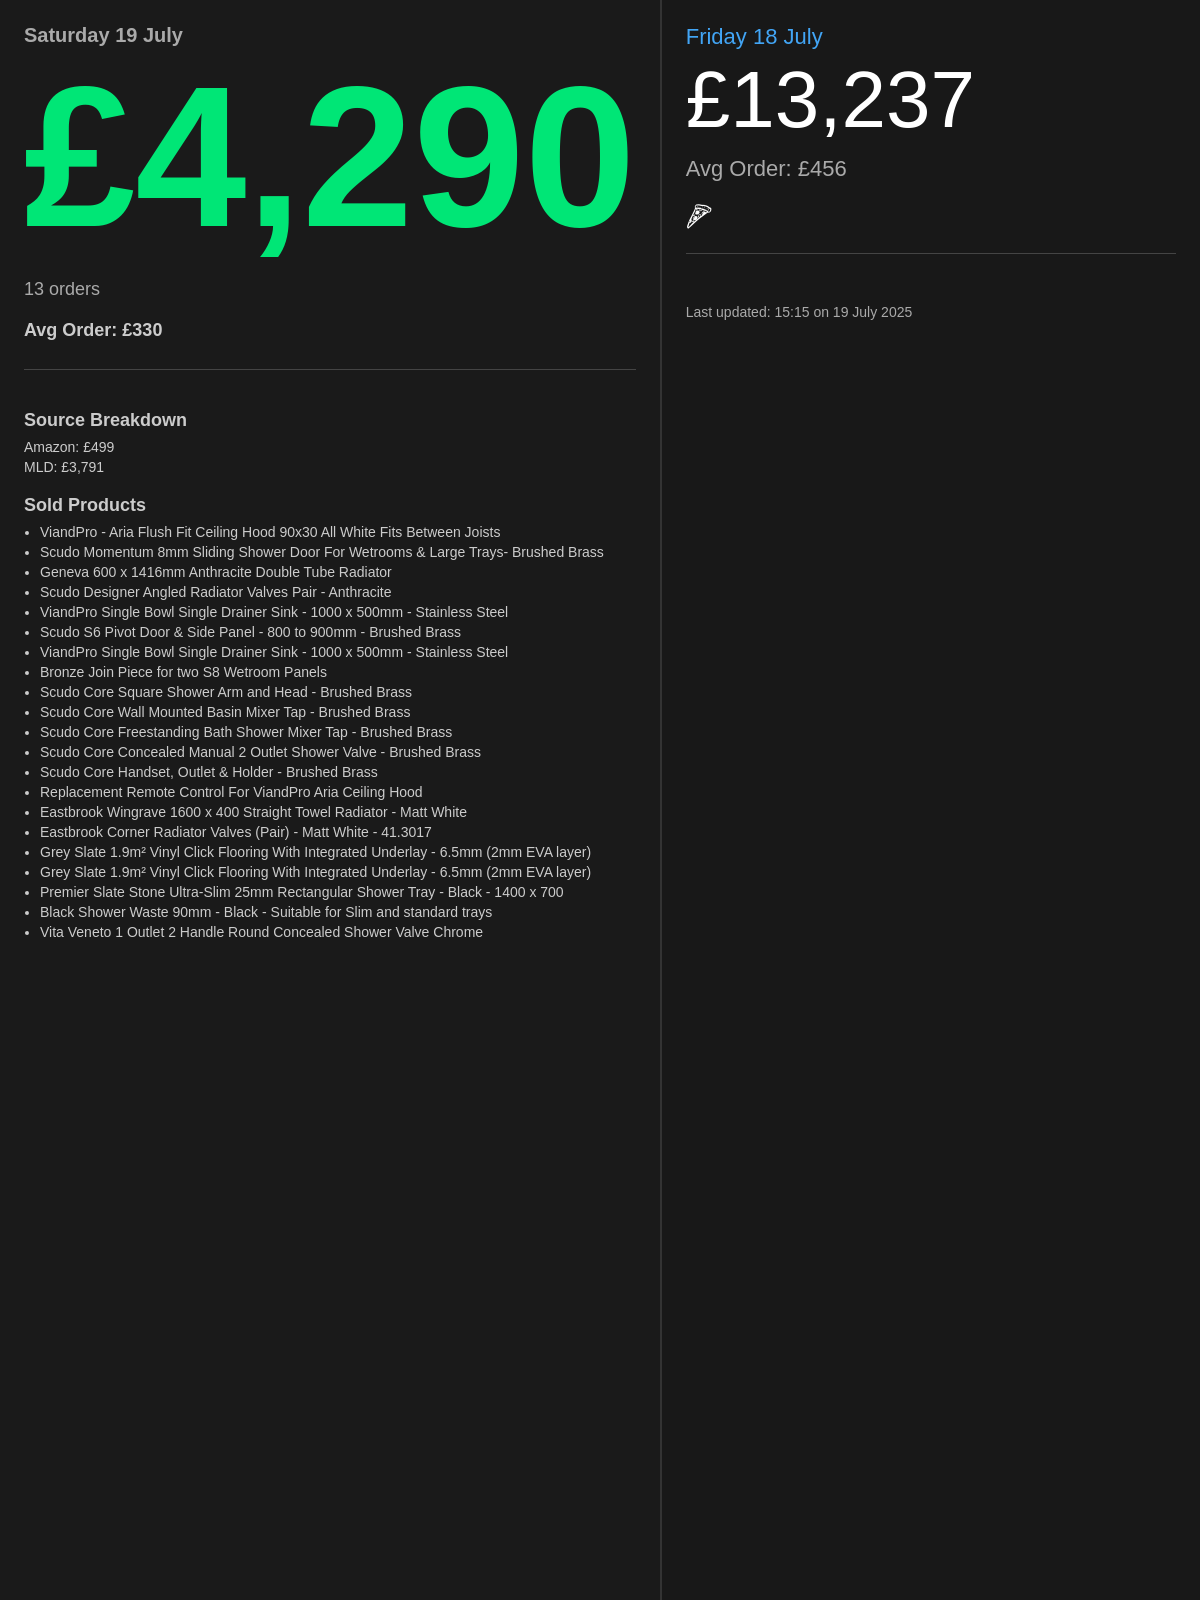 Saturday 19 July
£4,290
13 orders
Avg Order: £330
Source Breakdown
Amazon: £499
MLD: £3,791
Sold Products
• ViandPro - Aria Flush Fit Ceiling Hood 90x30 All White Fits Between Joists
• Scudo Momentum 8mm Sliding Shower Door For Wetrooms & Large Trays- Brushed Brass
• Geneva 600 x 1416mm Anthracite Double Tube Radiator
• Scudo Designer Angled Radiator Valves Pair - Anthracite
• ViandPro Single Bowl Single Drainer Sink - 1000 x 500mm - Stainless Steel
• Scudo S6 Pivot Door & Side Panel - 800 to 900mm - Brushed Brass
• ViandPro Single Bowl Single Drainer Sink - 1000 x 500mm - Stainless Steel
• Bronze Join Piece for two S8 Wetroom Panels
• Scudo Core Square Shower Arm and Head - Brushed Brass
• Scudo Core Wall Mounted Basin Mixer Tap - Brushed Brass
• Scudo Core Freestanding Bath Shower Mixer Tap - Brushed Brass
• Scudo Core Concealed Manual 2 Outlet Shower Valve - Brushed Brass
• Scudo Core Handset, Outlet & Holder - Brushed Brass
• Replacement Remote Control For ViandPro Aria Ceiling Hood
• Eastbrook Wingrave 1600 x 400 Straight Towel Radiator - Matt White
• Eastbrook Corner Radiator Valves (Pair) - Matt White - 41.3017
• Grey Slate 1.9m² Vinyl Click Flooring With Integrated Underlay - 6.5mm (2mm EVA layer)
• Grey Slate 1.9m² Vinyl Click Flooring With Integrated Underlay - 6.5mm (2mm EVA layer)
• Premier Slate Stone Ultra-Slim 25mm Rectangular Shower Tray - Black - 1400 x 700
• Black Shower Waste 90mm - Black - Suitable for Slim and standard trays
• Vita Veneto 1 Outlet 2 Handle Round Concealed Shower Valve Chrome
Friday 18 July
£13,237
Avg Order: £456
🍕
Last updated: 15:15 on 19 July 2025